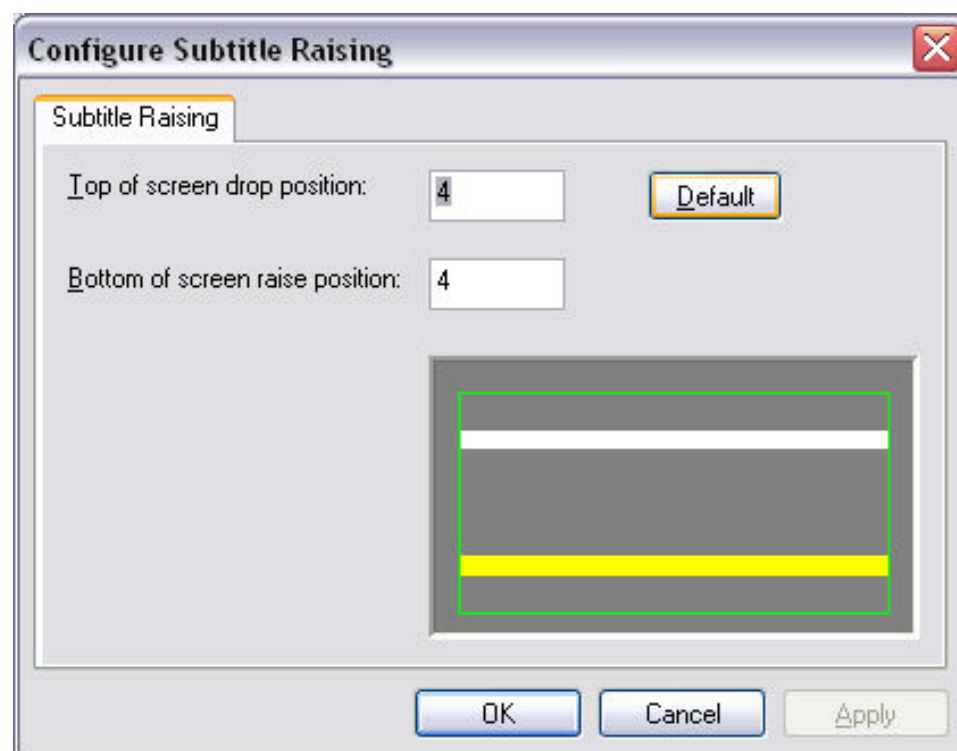 Configure Subtitle Raising
Subtitle Raising
Top of screen drop position: 4 Default
Bottom of screen raise position: 4
OK Cancel Apply